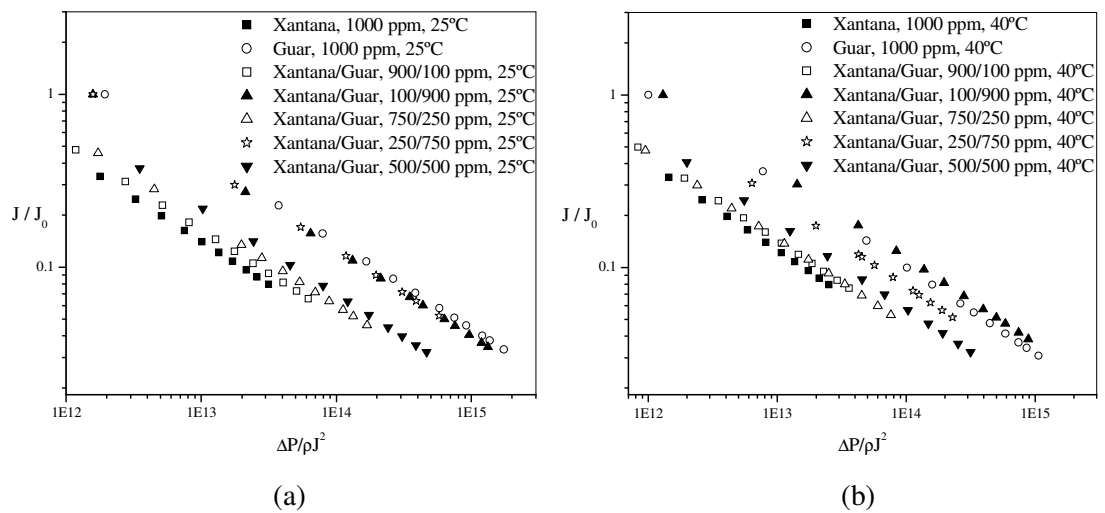 Xantana, 1000 ppm, 25ºC
Guar, 1000 ppm, 25ºC
Xantana/Guar, 900/100 ppm, 25ºC
Xantana/Guar, 100/900 ppm, 25ºC
Xantana/Guar, 750/250 ppm, 25ºC
Xantana/Guar, 250/750 ppm, 25ºC
Xantana/Guar, 500/500 ppm, 25ºC
1
J / J0
0.1
1E12 1E13 1E14 1E15
ΔP/ρJ²
(a)
Xantana, 1000 ppm, 40ºC
Guar, 1000 ppm, 40ºC
Xantana/Guar, 900/100 ppm, 40ºC
Xantana/Guar, 100/900 ppm, 40ºC
Xantana/Guar, 750/250 ppm, 40ºC
Xantana/Guar, 250/750 ppm, 40ºC
Xantana/Guar, 500/500 ppm, 40ºC
1
J / J0
0.1
1E12 1E13 1E14 1E15
ΔP/ρJ²
(b)